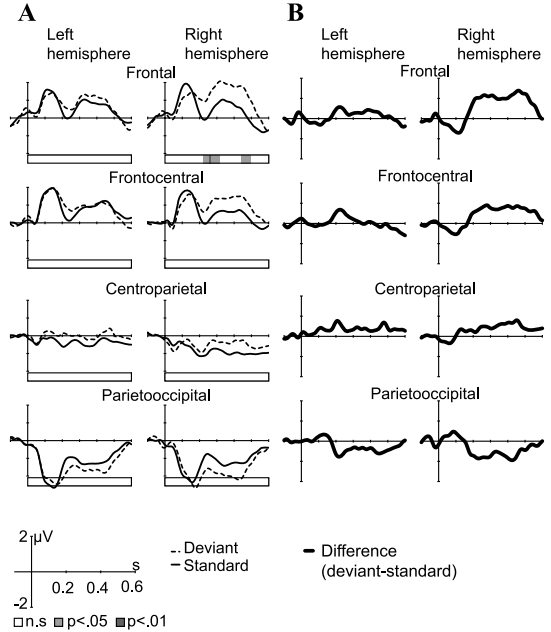 A
B
Left hemisphere
Right hemisphere
Left hemisphere
Right hemisphere
Frontal
Frontal
Frontocentral
Frontocentral
Centroparietal
Centroparietal
Parietooccipital
Parietooccipital
2 µV
s
0.2 0.4 0.6
-2
n.s p<.05 p<.01
Deviant
Standard
Difference
(deviant-standard)